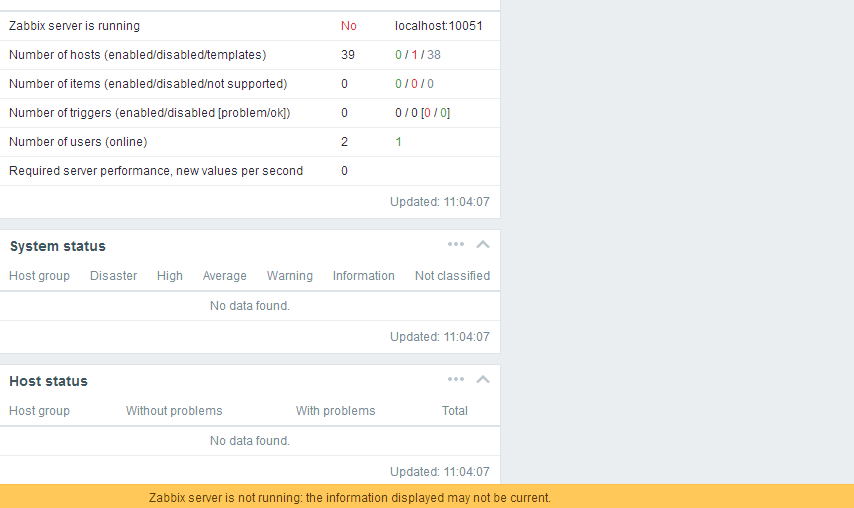 Zabbix server is running No localhost:10051
Number of hosts (enabled/disabled/templates) 39 0 / 1 / 38
Number of items (enabled/disabled/not supported) 0 0 / 0 / 0
Number of triggers (enabled/disabled [problem/ok]) 0 0 / 0 [0 / 0]
Number of users (online) 2 1
Required server performance, new values per second 0
Updated: 11:04:07
System status
Host group Disaster High Average Warning Information Not classified
No data found.
Updated: 11:04:07
Host status
Host group Without problems With problems Total
No data found.
Updated: 11:04:07
Zabbix server is not running: the information displayed may not be current.